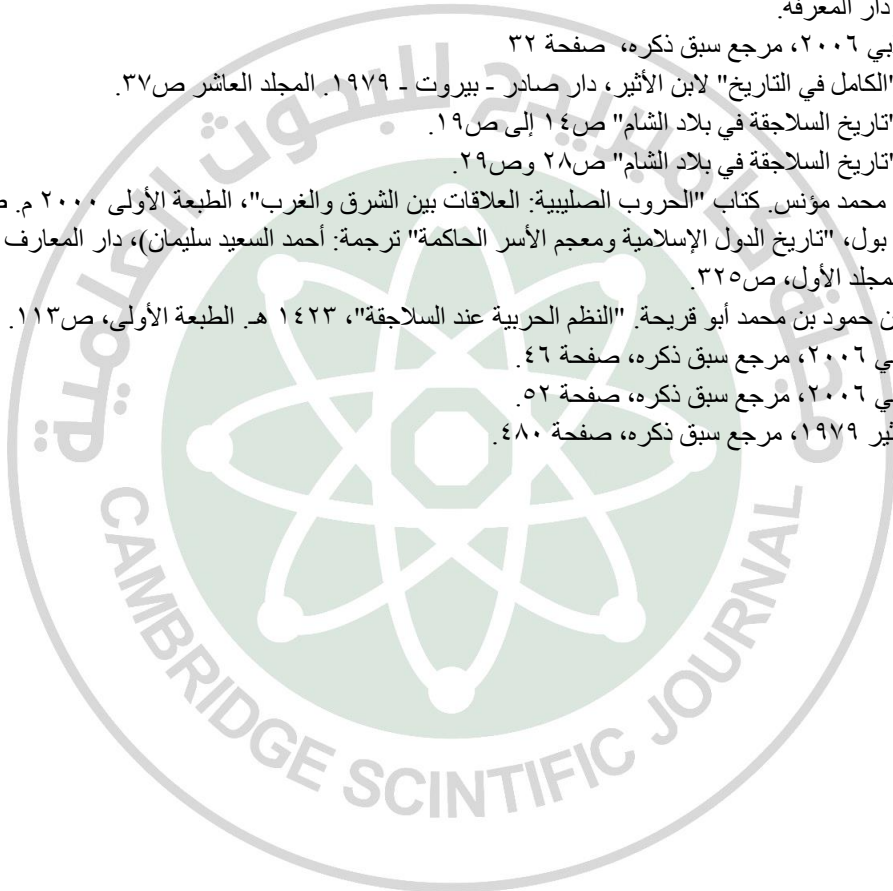 دار المعرفة.
بي ٢٠٠٦، مرجع سبق ذكره، صفحة ٣٢
"الكامل في التاريخ" لابن الأثير، دار صادر - بيروت - ١٩٧٩. المجلد العاشر ص٣٧.
"تاريخ السلاجقة في بلاد الشام" ص١٤ إلى ص١٩.
"تاريخ السلاجقة في بلاد الشام" ص٢٨ وص٢٩.
محمد مؤنس. كتاب "الحروب الصليبية: العلاقات بين الشرق والغرب"، الطبعة الأولى ٢٠٠٠ م.
بول، "تاريخ الدول الإسلامية ومعجم الأسر الحاكمة" ترجمة: أحمد السعيد سليمان)، دار المعارف
مجلد الأول، ص٣٢٥.
ن حمود بن محمد أبو قريحة. "النظم الحربية عند السلاجقة"، ١٤٢٣ هـ. الطبعة الأولى، ص١١٣.
ي ٢٠٠٦، مرجع سبق ذكره، صفحة ٤٦.
ي ٢٠٠٦، مرجع سبق ذكره، صفحة ٥٢.
ثير ١٩٧٩، مرجع سبق ذكره، صفحة ٤٨٠.
مجلة كامبريدج للبحوث العلمية
CAMBRIDGE SCINTIFIC JOURNAL